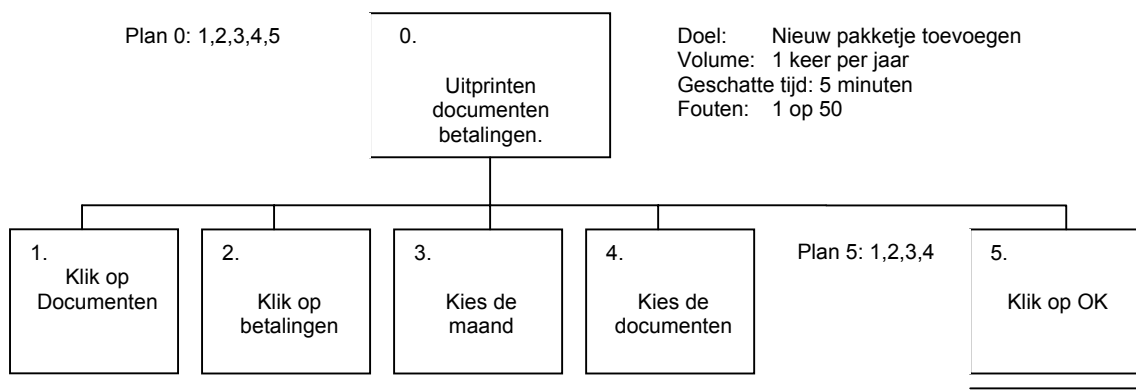 Plan 0: 1,2,3,4,5
0.
Uitprinten
documenten
betalingen.
Doel: Nieuw pakketje toevoegen
Volume: 1 keer per jaar
Geschatte tijd: 5 minuten
Fouten: 1 op 50
1.
Klik op
Documenten
2.
Klik op
betalingen
3.
Kies de
maand
4.
Kies de
documenten
Plan 5: 1,2,3,4
5.
Klik op OK